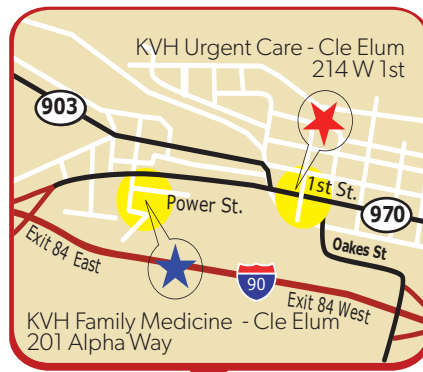 KVH Urgent Care - Cle Elum
214 W 1st
903
1st St.
Power St.
970
Oakes St
Exit 84 East
90
Exit 84 West
KVH Family Medicine - Cle Elum
201 Alpha Way